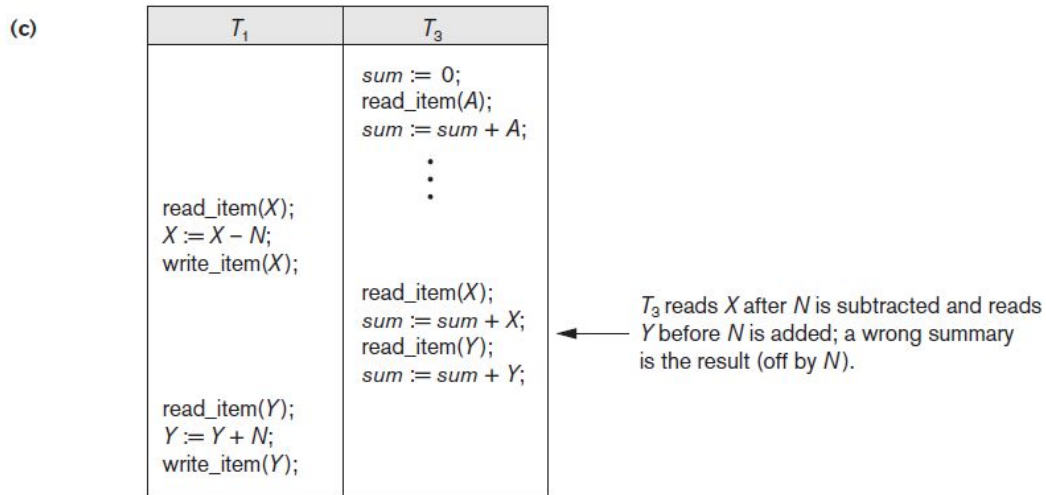 (c)
T₁
T₃
sum := 0;
read_item(A);
sum := sum + A;
read_item(X);
X := X – N;
write_item(X);
read_item(X);
sum := sum + X;
read_item(Y);
sum := sum + Y;
T₃ reads X after N is subtracted and reads
Y before N is added; a wrong summary
is the result (off by N).
read_item(Y);
Y := Y + N;
write_item(Y);